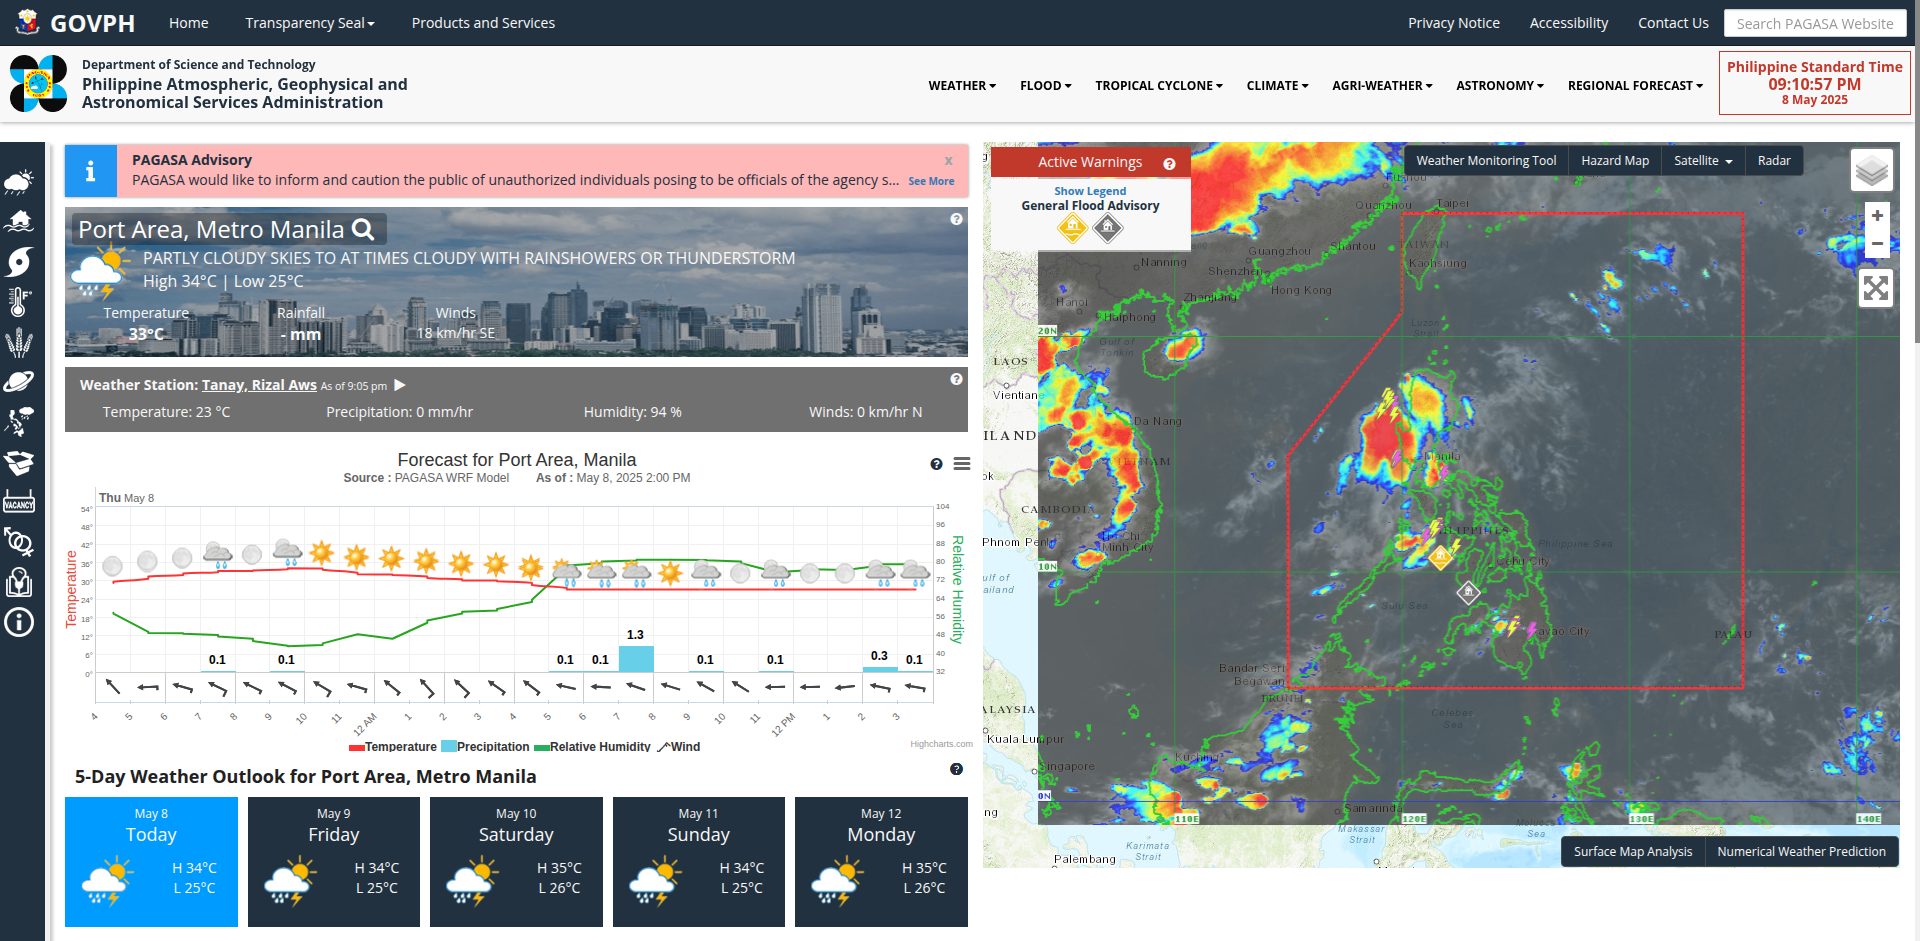 GOVPH
Home
Transparency Seal
Products and Services
Privacy Notice
Accessibility
Contact Us
Search PAGASA Website
Department of Science and Technology
Philippine Atmospheric, Geophysical and
Astronomical Services Administration
WEATHER
FLOOD
TROPICAL CYCLONE
CLIMATE
AGRI-WEATHER
ASTRONOMY
REGIONAL FORECAST
Philippine Standard Time
09:10:57 PM
8 May 2025
PAGASA Advisory
x
PAGASA would like to inform and caution the public of unauthorized individuals posing to be officials of the agency s... See More
Port Area, Metro Manila
PARTLY CLOUDY SKIES TO AT TIMES CLOUDY WITH RAINSHOWERS OR THUNDERSTORM
High 34°C | Low 25°C
Temperature
33°C
Rainfall
- mm
Winds
18 km/hr SE
Weather Station: Tanay, Rizal Aws As of 9:05 pm
Temperature: 23 °C
Precipitation: 0 mm/hr
Humidity: 94 %
Winds: 0 km/hr N
Forecast for Port Area, Manila
Source : PAGASA WRF Model As of : May 8, 2025 2:00 PM
Thu May 8
54°
48°
42°
36°
30°
24°
18°
12°
6°
0°
Temperature
104
96
88
80
72
64
56
48
40
32
Relative Humidity
0.1
0.1
0.1
0.1
1.3
0.1
0.1
0.3
0.1
4
5
6
7
8
9
10
11
12 AM
1
2
3
4
5
6
7
8
9
10
11
12 PM
1
2
3
Temperature
Precipitation
Relative Humidity
Wind
Highcharts.com
5-Day Weather Outlook for Port Area, Metro Manila
May 8
Today
H 34°C
L 25°C
May 9
Friday
H 34°C
L 25°C
May 10
Saturday
H 35°C
L 26°C
May 11
Sunday
H 34°C
L 25°C
May 12
Monday
H 35°C
L 26°C
VACANCY
Active Warnings
Show Legend
General Flood Advisory
Weather Monitoring Tool
Hazard Map
Satellite
Radar
+
−
Quanzhou
Taipei
Guangzhou
Shantou
TAIWAN
Nanning
Shenzhen
Kaohsiung
Hanoi
Zhanjiang
Hong Kong
Haiphong
20N
Luzon
Strait
Gulf of
Tonkin
LAOS
Vientiane
Da Nang
Manila
CAMBODIA
Phnom Penh
Ho Chi
Minh City
Philippine Sea
10N
Cebu City
Sulu Sea
Davao City
PALAU
Bandar Seri
Begawan
BRUNEI
Celebes
Sea
Kuala Lumpur
Kuching
Singapore
0N
Samarinda
110E
120E
130E
140E
Makassar
Strait
Karimata
Strait
Palembang
Surface Map Analysis
Numerical Weather Prediction